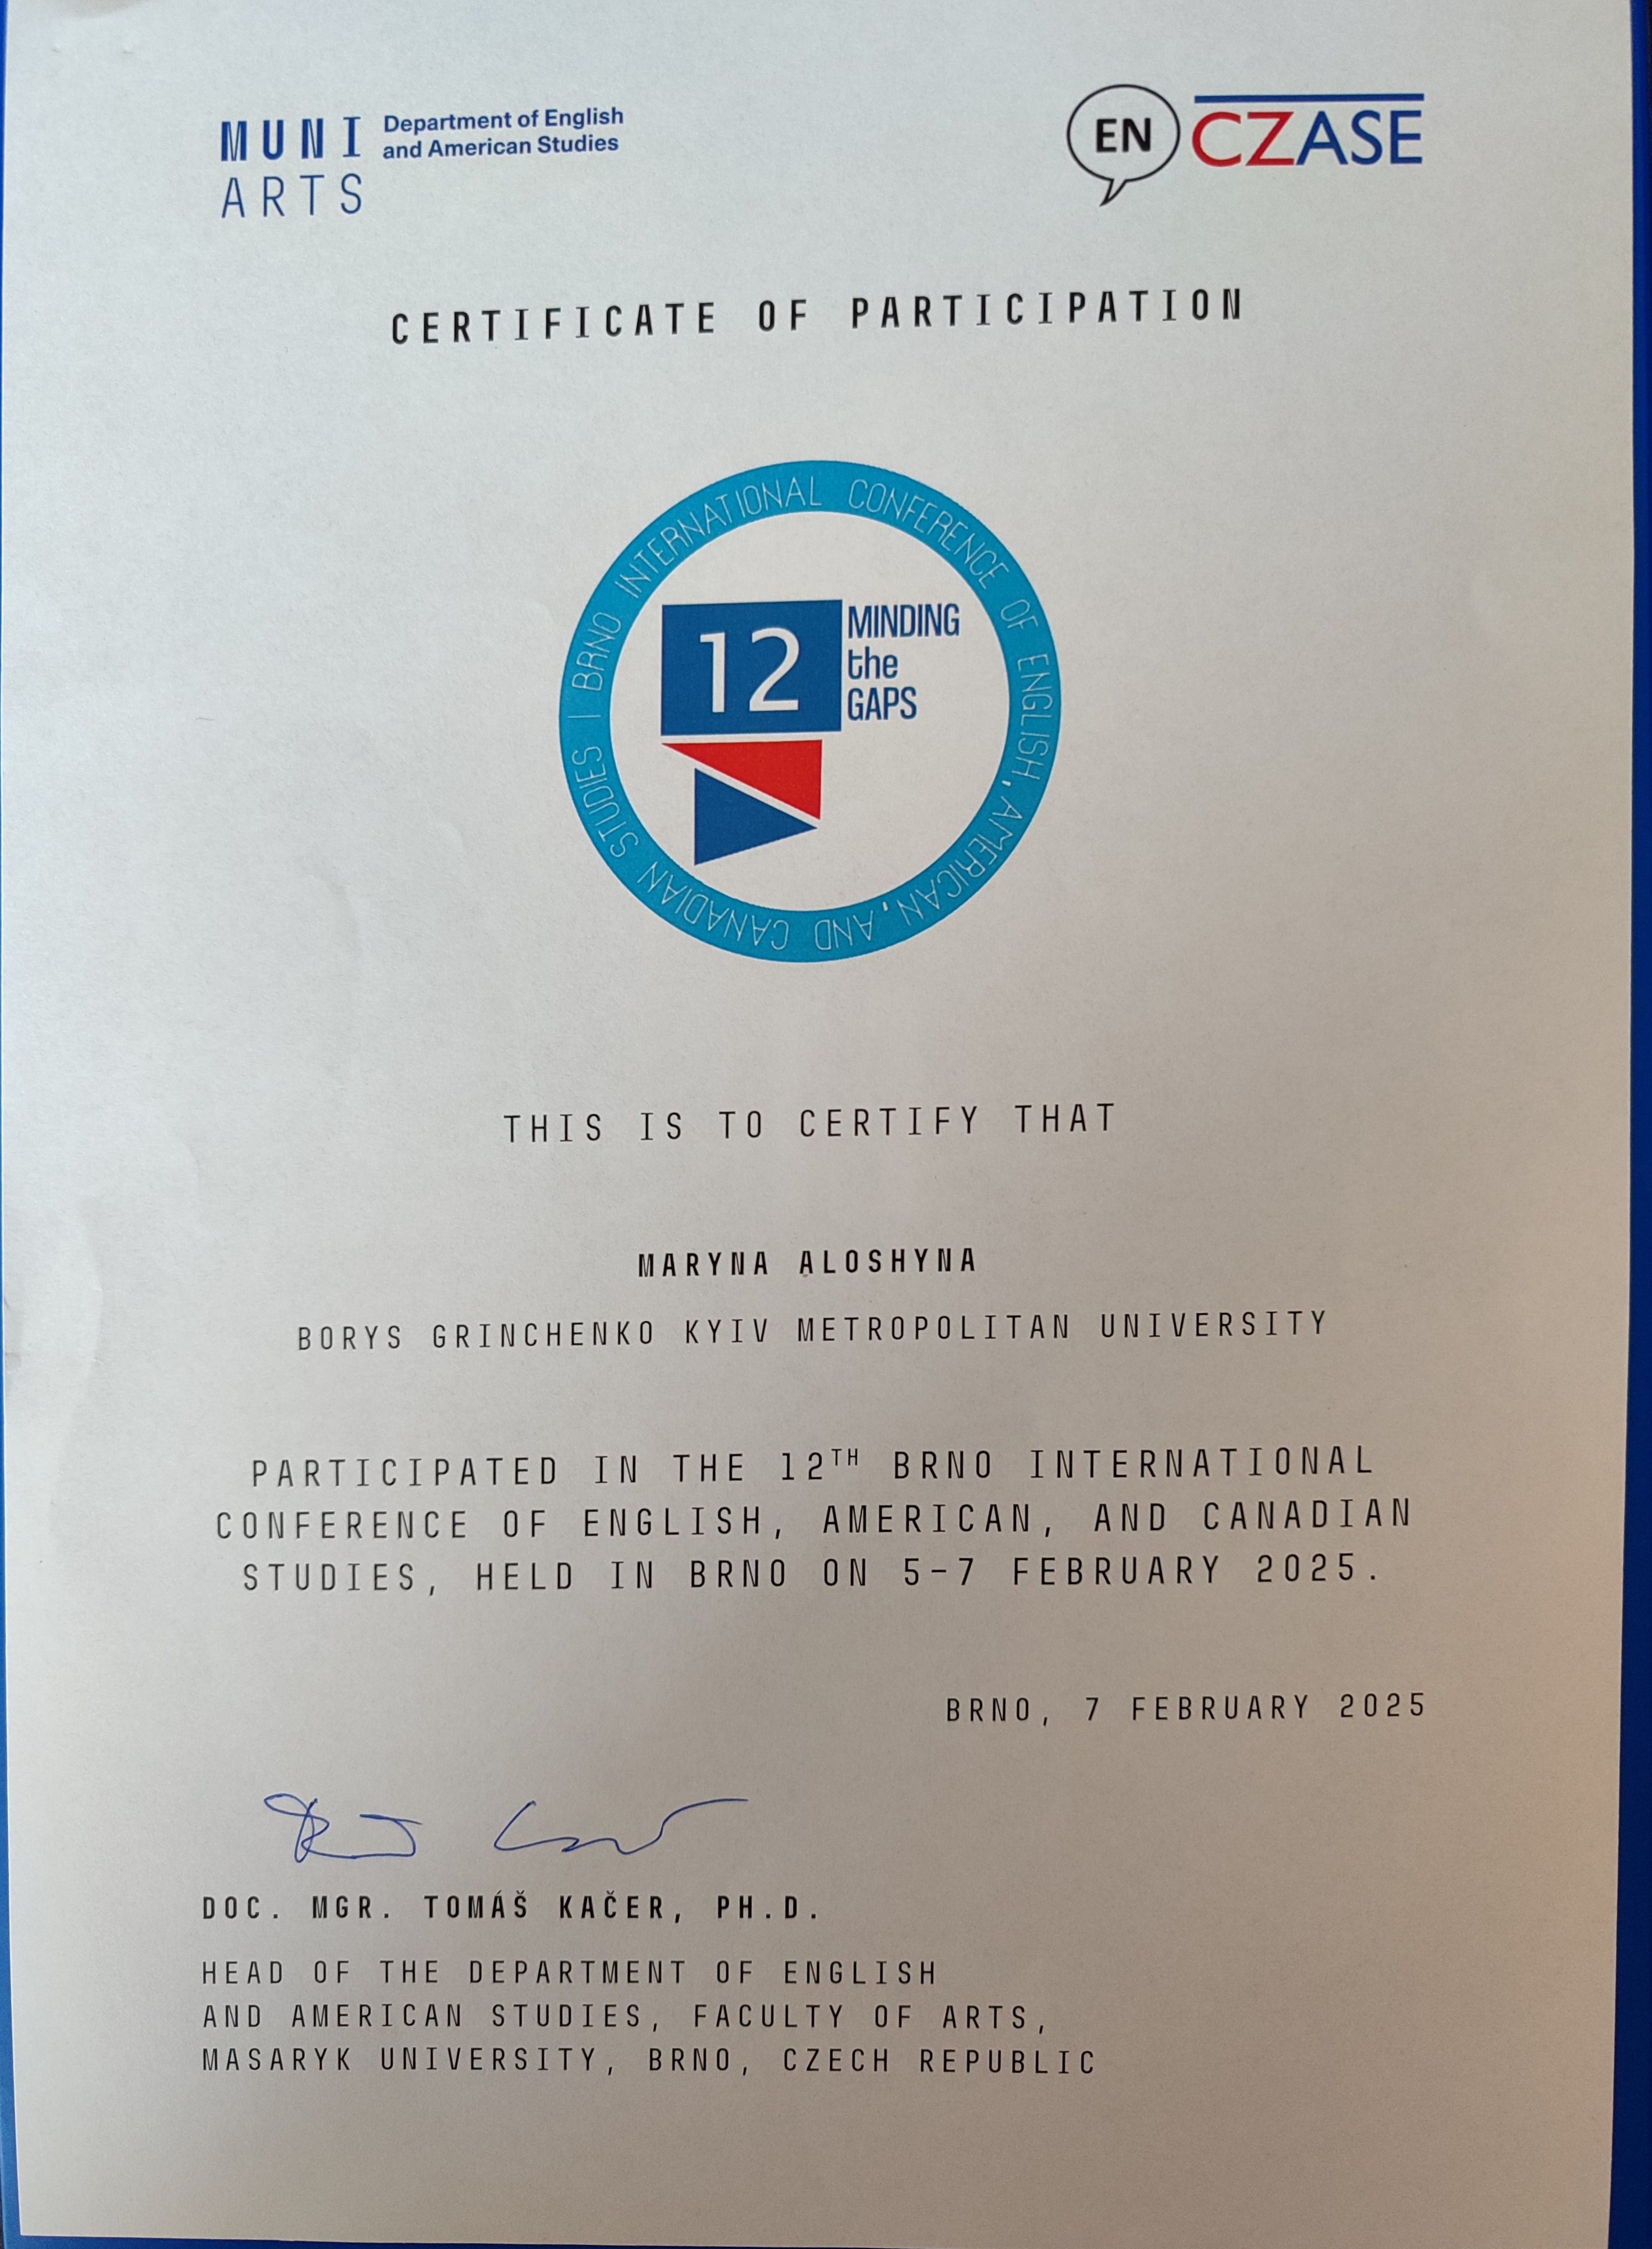 MUNI
ARTS
Department of English
and American Studies
EN CZASE
CERTIFICATE OF PARTICIPATION
BRNO INTERNATIONAL CONFERENCE OF ENGLISH, AMERICAN, AND CANADIAN STUDIES |
12
MINDING
the
GAPS
THIS IS TO CERTIFY THAT
MARYNA ALOSHYNA
BORYS GRINCHENKO KYIV METROPOLITAN UNIVERSITY
PARTICIPATED IN THE 12TH BRNO INTERNATIONAL
CONFERENCE OF ENGLISH, AMERICAN, AND CANADIAN
STUDIES, HELD IN BRNO ON 5-7 FEBRUARY 2025.
BRNO, 7 FEBRUARY 2025
DOC. MGR. TOMÁŠ KAČER, PH.D.
HEAD OF THE DEPARTMENT OF ENGLISH
AND AMERICAN STUDIES, FACULTY OF ARTS,
MASARYK UNIVERSITY, BRNO, CZECH REPUBLIC